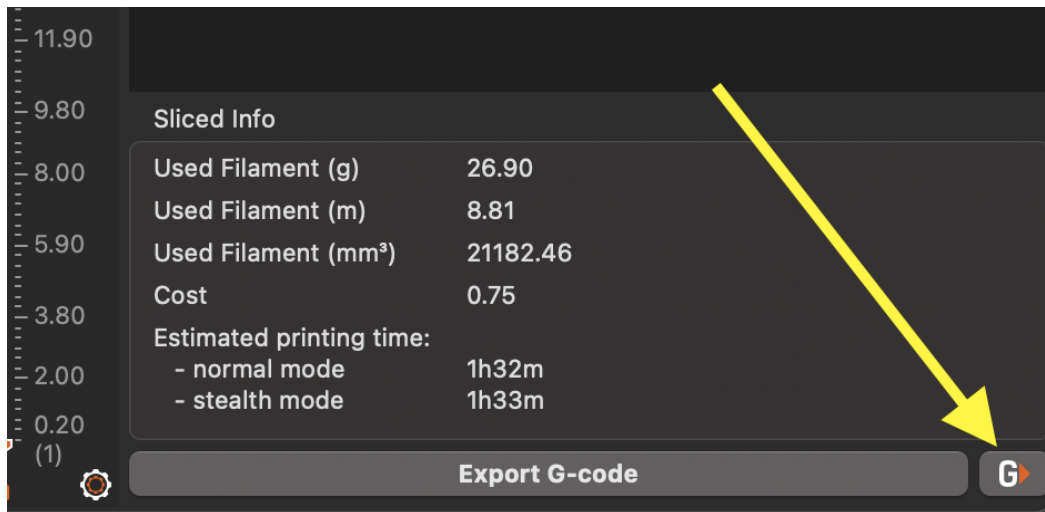 11.90
9.80
8.00
5.90
3.80
2.00
0.20
(1)
Sliced Info
Used Filament (g) 26.90
Used Filament (m) 8.81
Used Filament (mm³) 21182.46
Cost 0.75
Estimated printing time:
- normal mode 1h32m
- stealth mode 1h33m
Export G-code
G